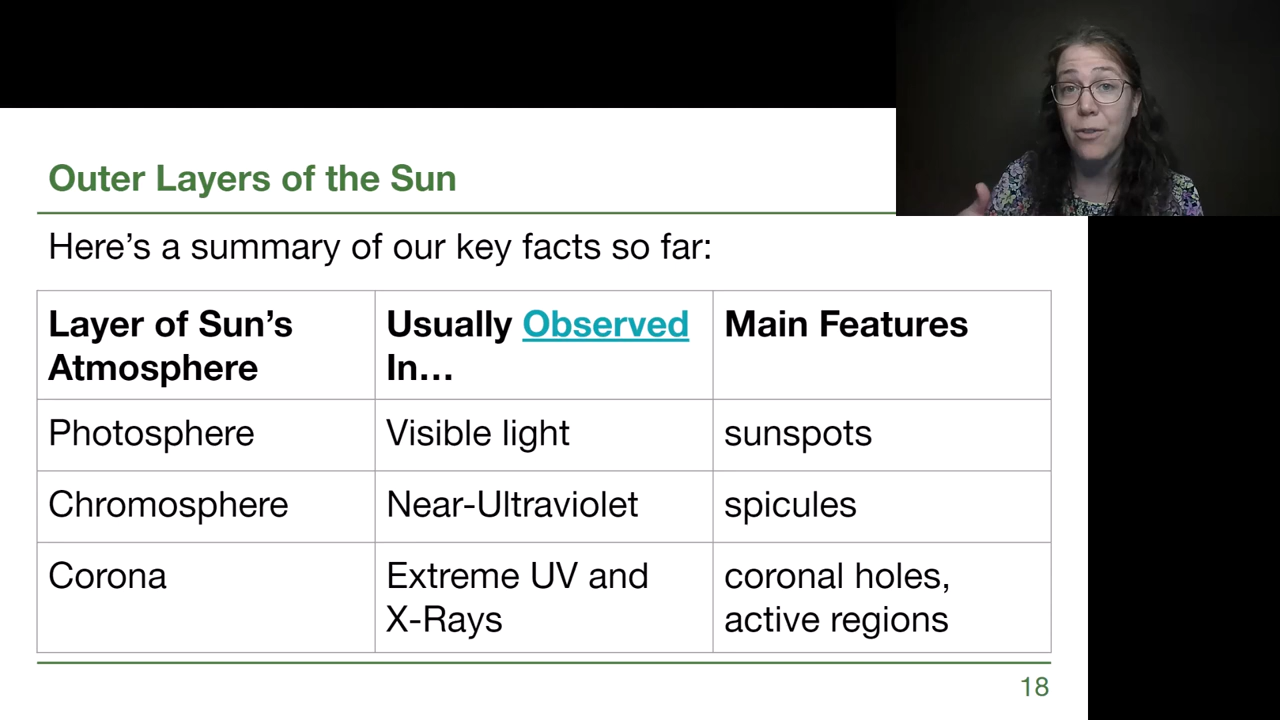 Outer Layers of the Sun
Here’s a summary of our key facts so far:
Layer of Sun’s
Atmosphere
Usually Observed
In…
Main Features
Photosphere
Visible light
sunspots
Chromosphere
Near-Ultraviolet
spicules
Corona
Extreme UV and
X-Rays
coronal holes,
active regions
18